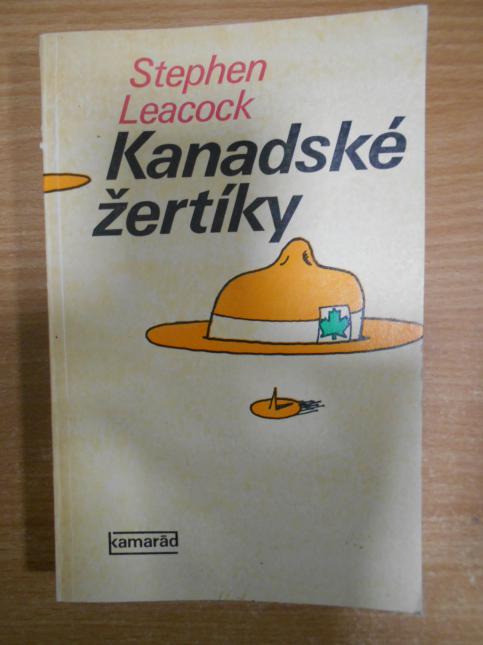 Stephen
Leacock
Kanadské
žertíky
kamarád